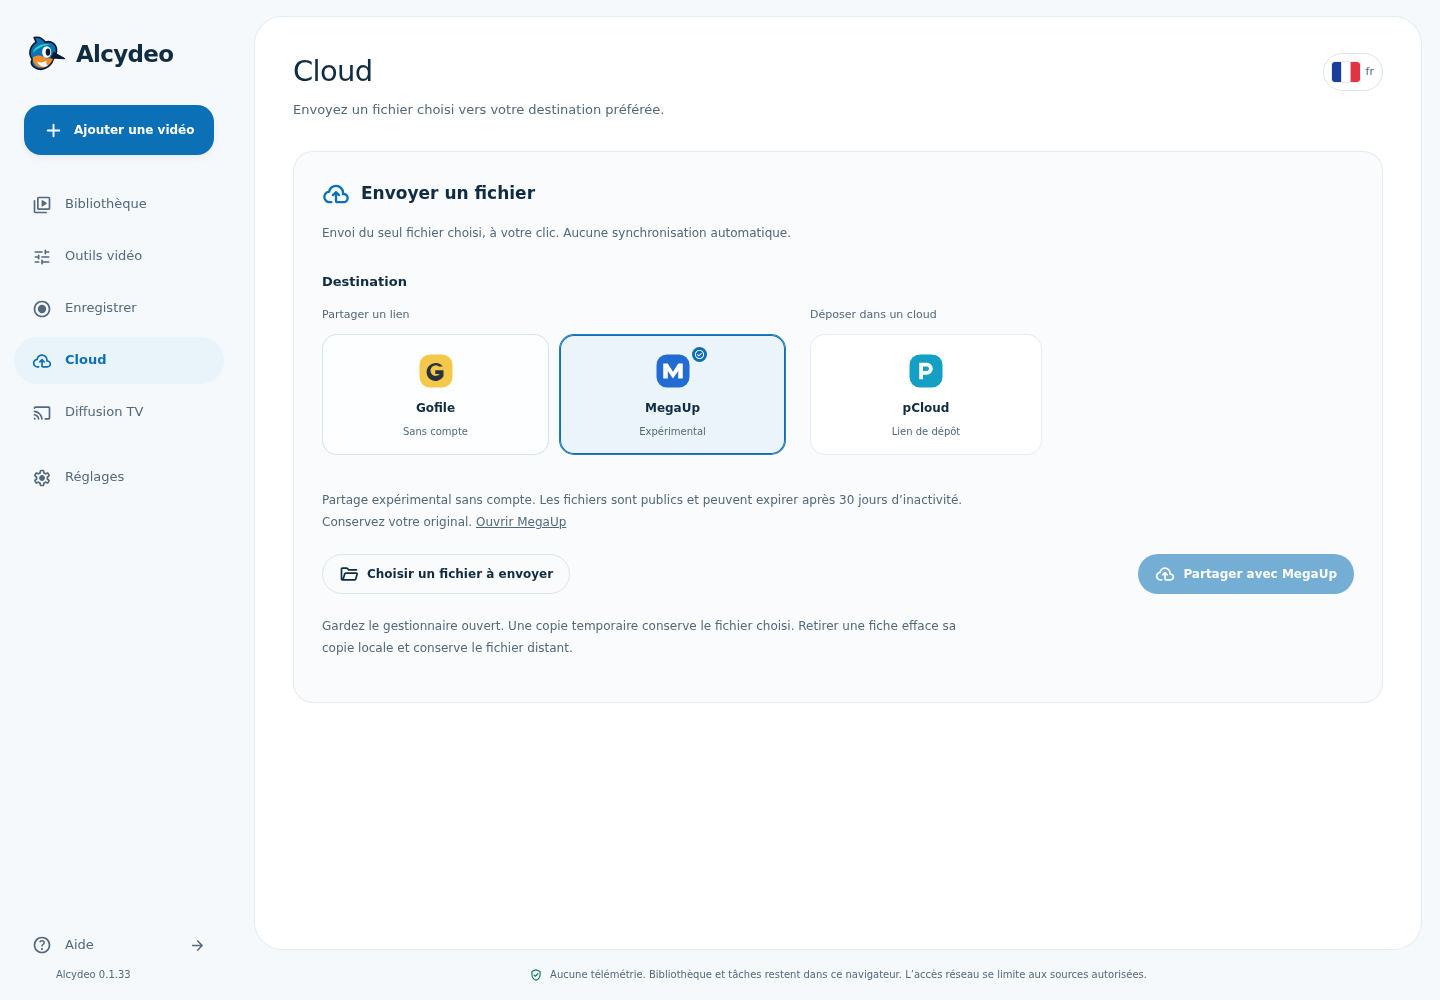 Alcydeo
Ajouter une vidéo
Bibliothèque
Outils vidéo
Enregistrer
Cloud
Diffusion TV
Réglages
Aide
Alcydeo 0.1.33
Cloud
fr
Envoyez un fichier choisi vers votre destination préférée.
Envoyer un fichier
Envoi du seul fichier choisi, à votre clic. Aucune synchronisation automatique.
Destination
Partager un lien
Déposer dans un cloud
G
Gofile
Sans compte
M
MegaUp
Expérimental
P
pCloud
Lien de dépôt
Partage expérimental sans compte. Les fichiers sont publics et peuvent expirer après 30 jours d’inactivité.
Conservez votre original. Ouvrir MegaUp
Choisir un fichier à envoyer
Partager avec MegaUp
Gardez le gestionnaire ouvert. Une copie temporaire conserve le fichier choisi. Retirer une fiche efface sa
copie locale et conserve le fichier distant.
Aucune télémétrie. Bibliothèque et tâches restent dans ce navigateur. L’accès réseau se limite aux sources autorisées.